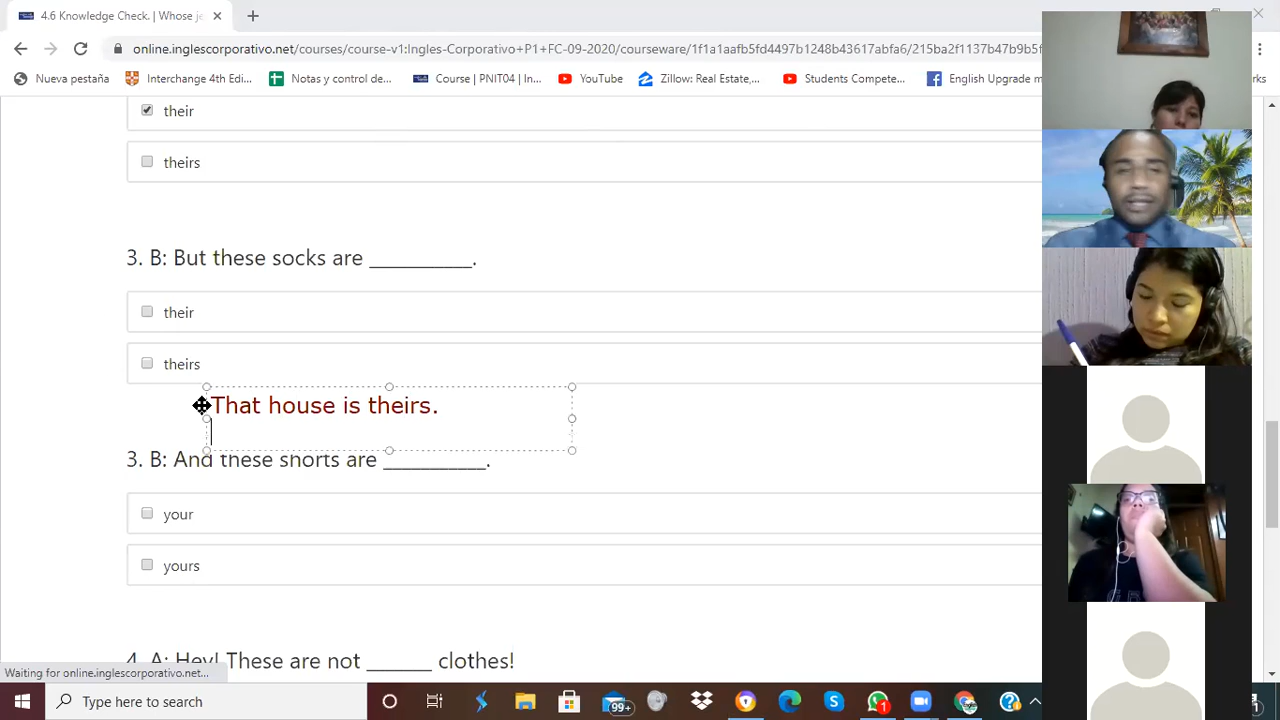 4.6 Knowledge Check. | Whose je
online.inglescorporativo.net/courses/course-v1:Ingles-Corporativo+P1+FC-09-2020/courseware/1f1a1aafb5fd4497b1248b43617abfa6/215ba2f1137b47b9b5f
Nueva pestaña
Interchange 4th Edi...
Notas y control de...
Course | PNIT04 | In...
YouTube
Zillow: Real Estate,...
Students Compete...
English Upgrade m
their
theirs
3. B: But these socks are __________.
their
theirs
That house is theirs.
3. B: And these shorts are __________.
your
yours
4. A: Hey! These are not ______ clothes!
Waiting for online.inglescorporativo.net...
Type here to search
99+
1